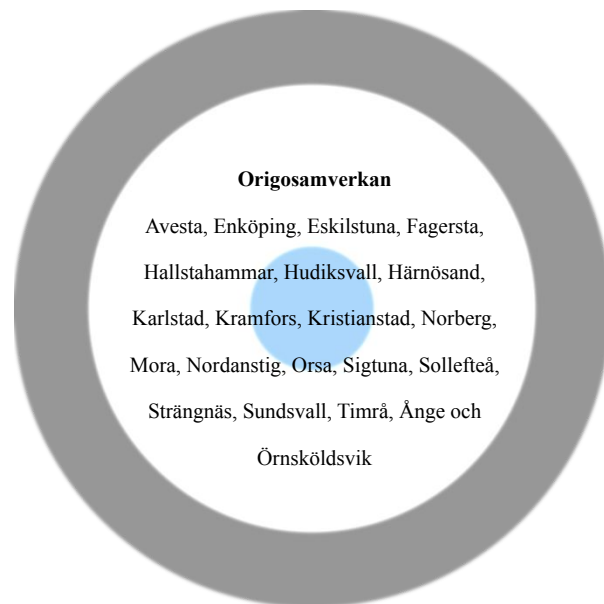 Origosamverkan
Avesta, Enköping, Eskilstuna, Fagersta,
Hallstahammar, Hudiksvall, Härnösand,
Karlstad, Kramfors, Kristianstad, Norberg,
Mora, Nordanstig, Orsa, Sigtuna, Sollefteå,
Strängnäs, Sundsvall, Timrå, Ånge och
Örnsköldsvik